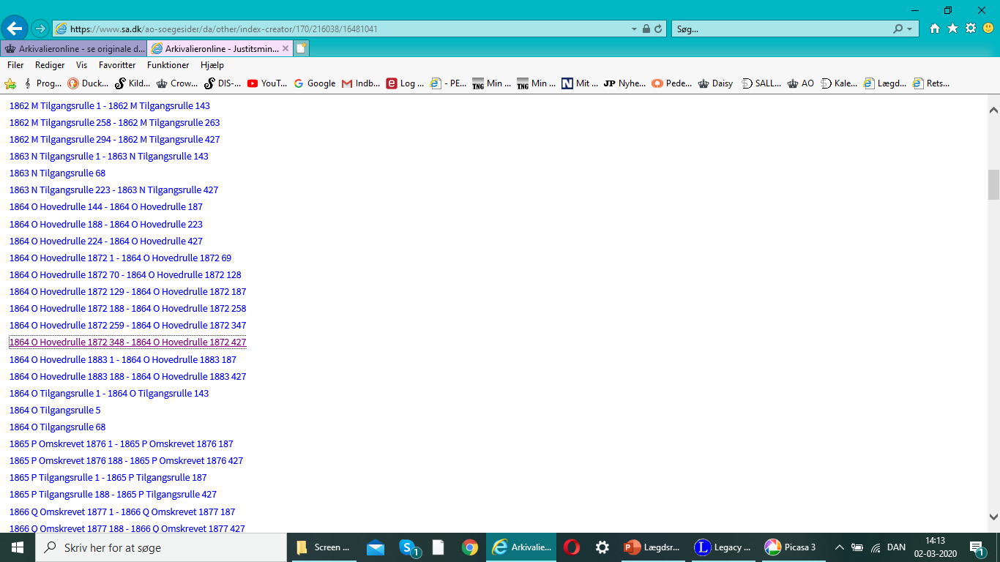 https://www.sa.dk/ao-soegesider/da/other/index-creator/170/216038/16481041
Søg...
Arkivalieronline - se originale d...
Arkivalieronline - Justitsmin...
Filer Rediger Vis Favoritter Funktioner Hjælp
Prog... Duck... Kild... Crow... DIS-... YouT... Google Indb... Log ... - PE... TNG Min ... TNG Min ... Mit ... JP Nyhe... Pede... Daisy SALL... AO Kale... Lægd... Rets...
1862 M Tilgangsrulle 1 - 1862 M Tilgangsrulle 143
1862 M Tilgangsrulle 258 - 1862 M Tilgangsrulle 263
1862 M Tilgangsrulle 294 - 1862 M Tilgangsrulle 427
1863 N Tilgangsrulle 1 - 1863 N Tilgangsrulle 143
1863 N Tilgangsrulle 68
1863 N Tilgangsrulle 223 - 1863 N Tilgangsrulle 427
1864 O Hovedrulle 144 - 1864 O Hovedrulle 187
1864 O Hovedrulle 188 - 1864 O Hovedrulle 223
1864 O Hovedrulle 224 - 1864 O Hovedrulle 427
1864 O Hovedrulle 1872 1 - 1864 O Hovedrulle 1872 69
1864 O Hovedrulle 1872 70 - 1864 O Hovedrulle 1872 128
1864 O Hovedrulle 1872 129 - 1864 O Hovedrulle 1872 187
1864 O Hovedrulle 1872 188 - 1864 O Hovedrulle 1872 258
1864 O Hovedrulle 1872 259 - 1864 O Hovedrulle 1872 347
1864 O Hovedrulle 1872 348 - 1864 O Hovedrulle 1872 427
1864 O Hovedrulle 1883 1 - 1864 O Hovedrulle 1883 187
1864 O Hovedrulle 1883 188 - 1864 O Hovedrulle 1883 427
1864 O Tilgangsrulle 1 - 1864 O Tilgangsrulle 143
1864 O Tilgangsrulle 5
1864 O Tilgangsrulle 68
1865 P Omskrevet 1876 1 - 1865 P Omskrevet 1876 187
1865 P Omskrevet 1876 188 - 1865 P Omskrevet 1876 427
1865 P Tilgangsrulle 1 - 1865 P Tilgangsrulle 187
1865 P Tilgangsrulle 188 - 1865 P Tilgangsrulle 427
1866 Q Omskrevet 1877 1 - 1866 Q Omskrevet 1877 187
1866 Q Omskrevet 1877 188 - 1866 Q Omskrevet 1877 427
Skriv her for at søge
Screen ... 1 Arkivalie... Lægdsr... Legacy ... Picasa 3 DAN 14:13
02-03-2020 1